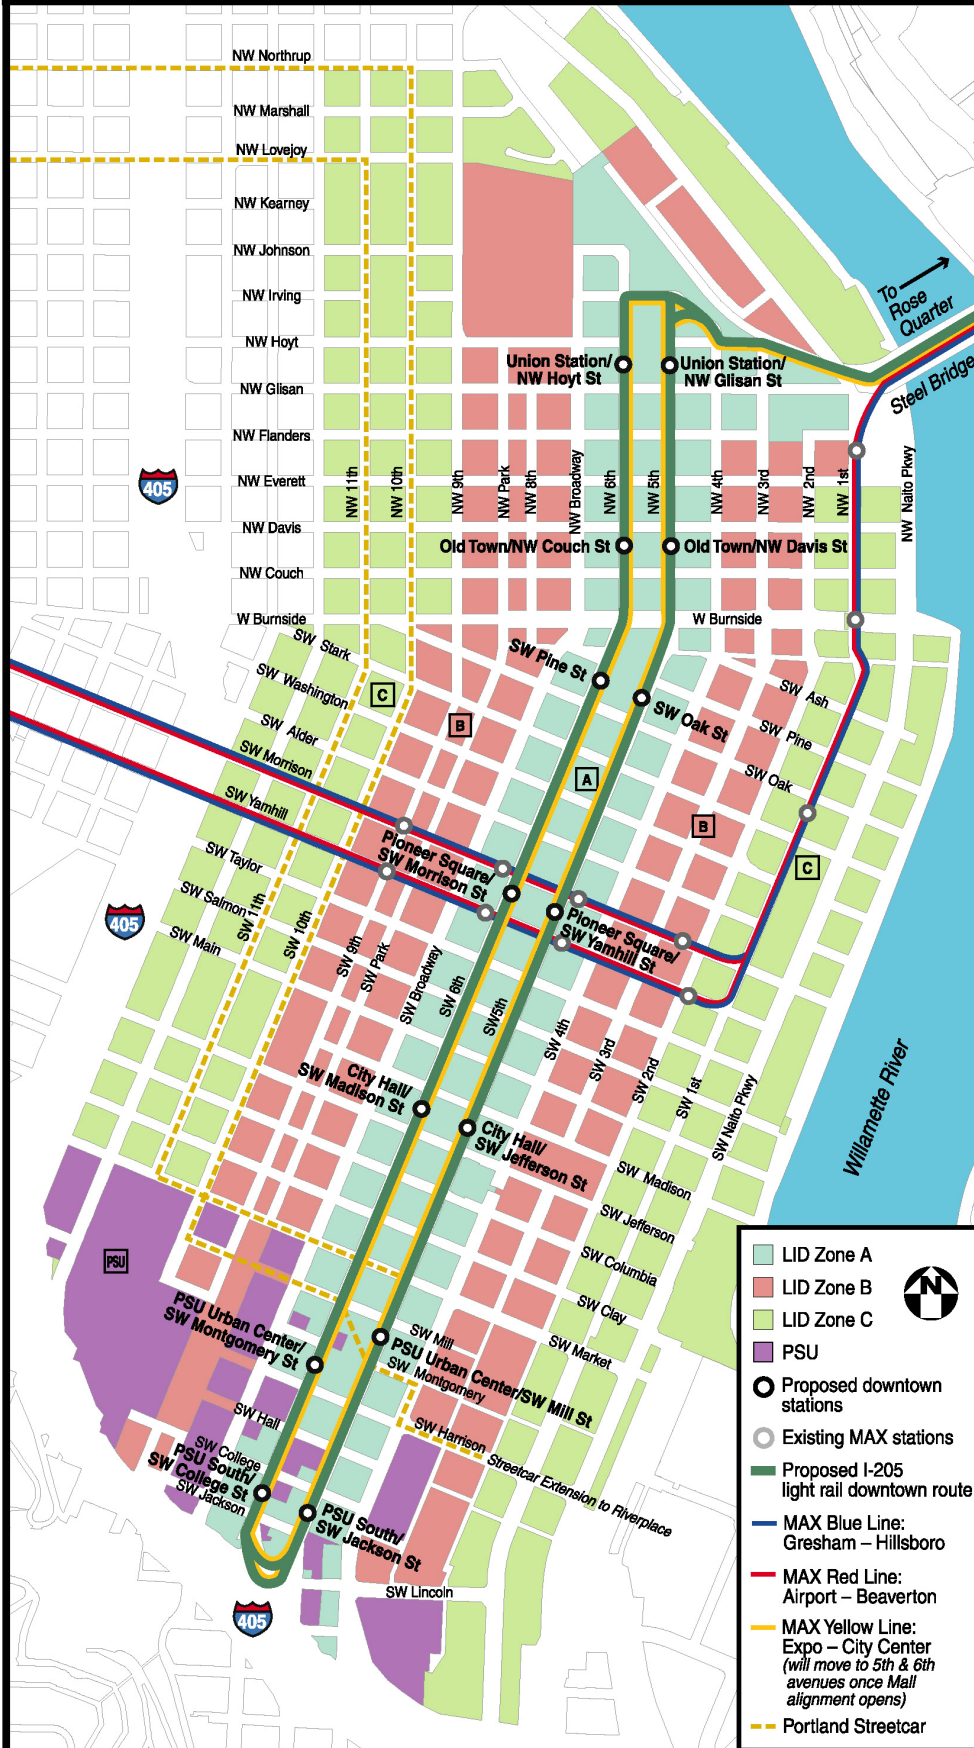 NW Northrup
NW Marshall
NW Lovejoy
NW Kearney
NW Johnson
NW Irving
NW Hoyt
NW Glisan
NW Flanders
NW Everett
NW Davis
NW Couch
W Burnside
To
Rose
Quarter
Steel Bridge
Union Station/
NW Hoyt St
Union Station/
NW Glisan St
405
NW 11th
NW 10th
NW 9th
NW Park
NW 8th
NW Broadway
NW 6th
NW 5th
NW 4th
NW 3rd
NW 2nd
NW 1st
NW Naito Pkwy
Old Town/NW Couch St
Old Town/NW Davis St
W Burnside
SW Stark
SW Washington
SW Alder
SW Morrison
SW Yamhill
SW Taylor
SW Salmon
SW Main
C
B
A
B
C
SW Pine St
SW Oak St
SW Ash
SW Pine
SW Oak
Pioneer Square/
SW Morrison St
Pioneer Square/
SW Yamhill St
405
SW 11th
SW 10th
SW 9th
SW Park
SW Broadway
SW 6th
SW5th
SW 4th
SW 3rd
SW 2nd
SW 1st
SW Naito Pkwy
Willamette River
City Hall/
SW Madison St
City Hall/
SW Jefferson St
SW Madison
SW Jefferson
SW Columbia
SW Clay
SW Market
PSU
PSU Urban Center/
SW Montgomery St
SW Mill
PSU Urban Center/SW Mill St
SW Montgomery
SW Harrison
Streetcar Extension to Riverplace
SW Hall
SW College
PSU South/
SW College St
SW Jackson
PSU South/
SW Jackson St
SW Lincoln
405
LID Zone A
LID Zone B
LID Zone C
PSU
N
Proposed downtown
stations
Existing MAX stations
Proposed I-205
light rail downtown route
MAX Blue Line:
Gresham – Hillsboro
MAX Red Line:
Airport – Beaverton
MAX Yellow Line:
Expo – City Center
(will move to 5th & 6th
avenues once Mall
alignment opens)
Portland Streetcar